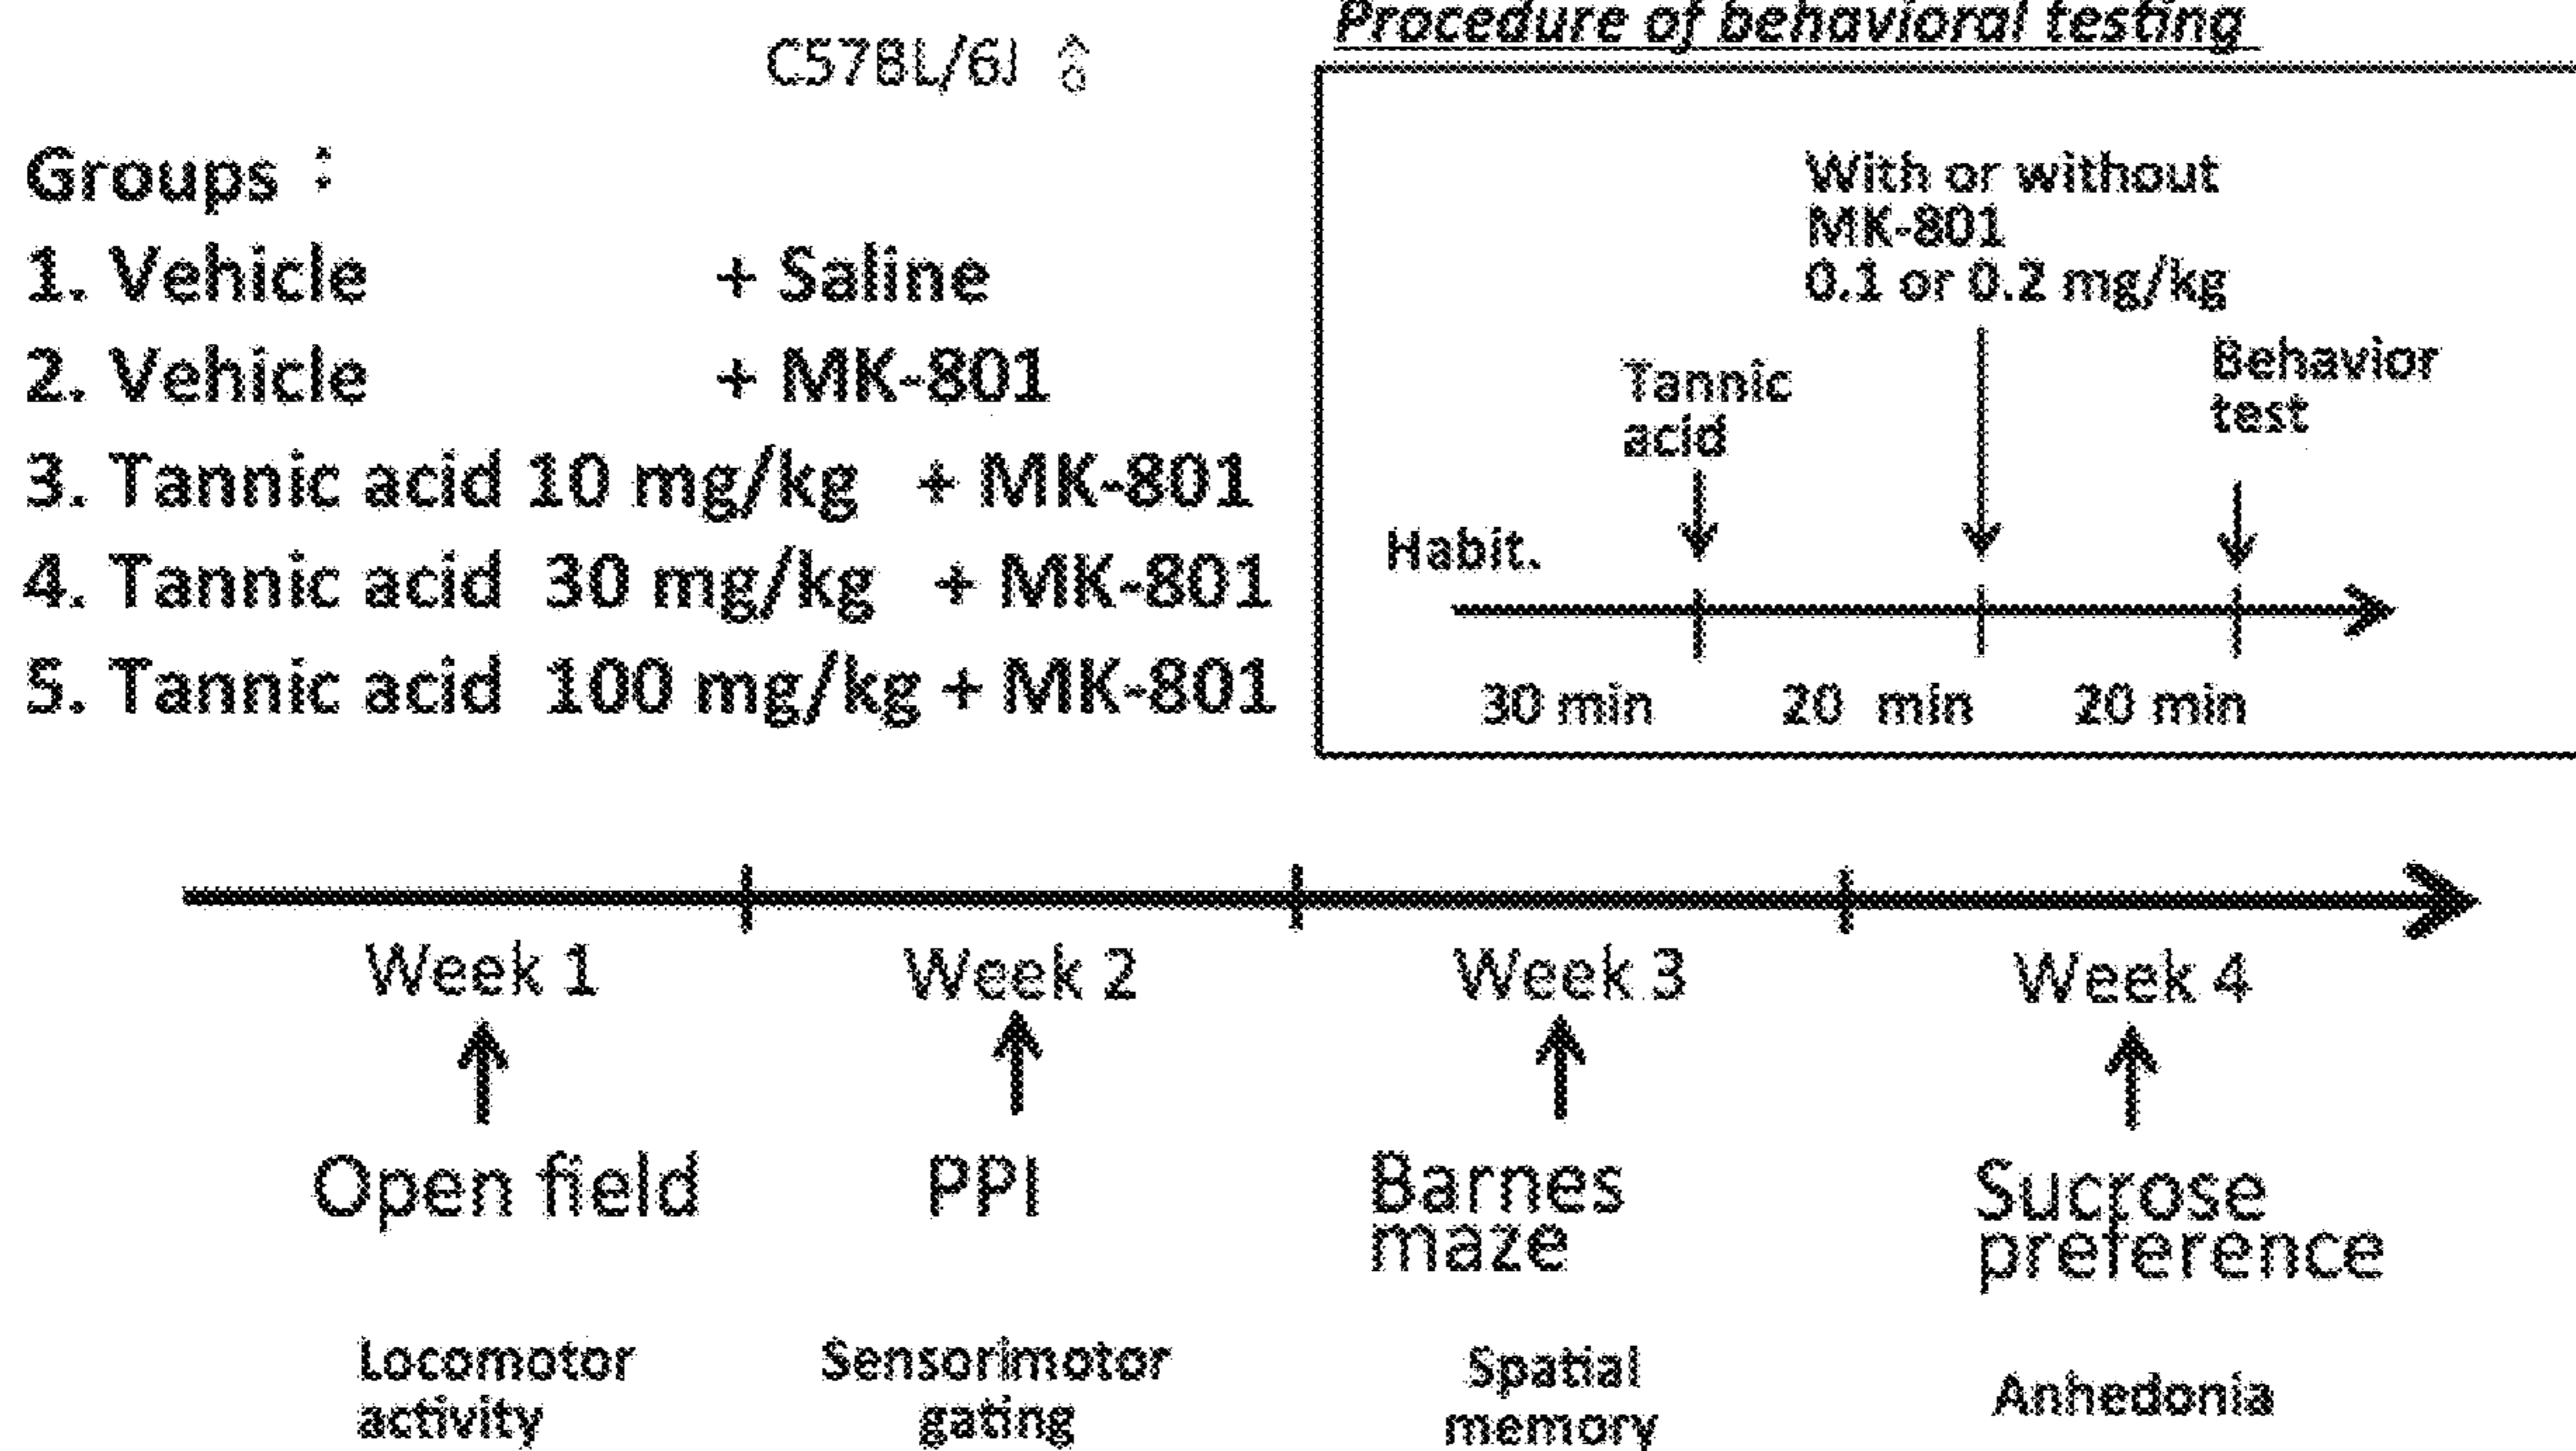 C57BL/6J ♂
Groups :
1. Vehicle + Saline
2. Vehicle + MK-801
3. Tannic acid 10 mg/kg + MK-801
4. Tannic acid 30 mg/kg + MK-801
5. Tannic acid 100 mg/kg + MK-801
Procedure of behavioral testing
With or without
MK-801
0.1 or 0.2 mg/kg
Tannic
acid
Behavior
test
Habit.
30 min 20 min 20 min
Week 1 Week 2 Week 3 Week 4
Open field
PPI
Barnes
maze
Sucrose
preference
Locomotor
activity
Sensorimotor
gating
Spatial
memory
Anhedonia